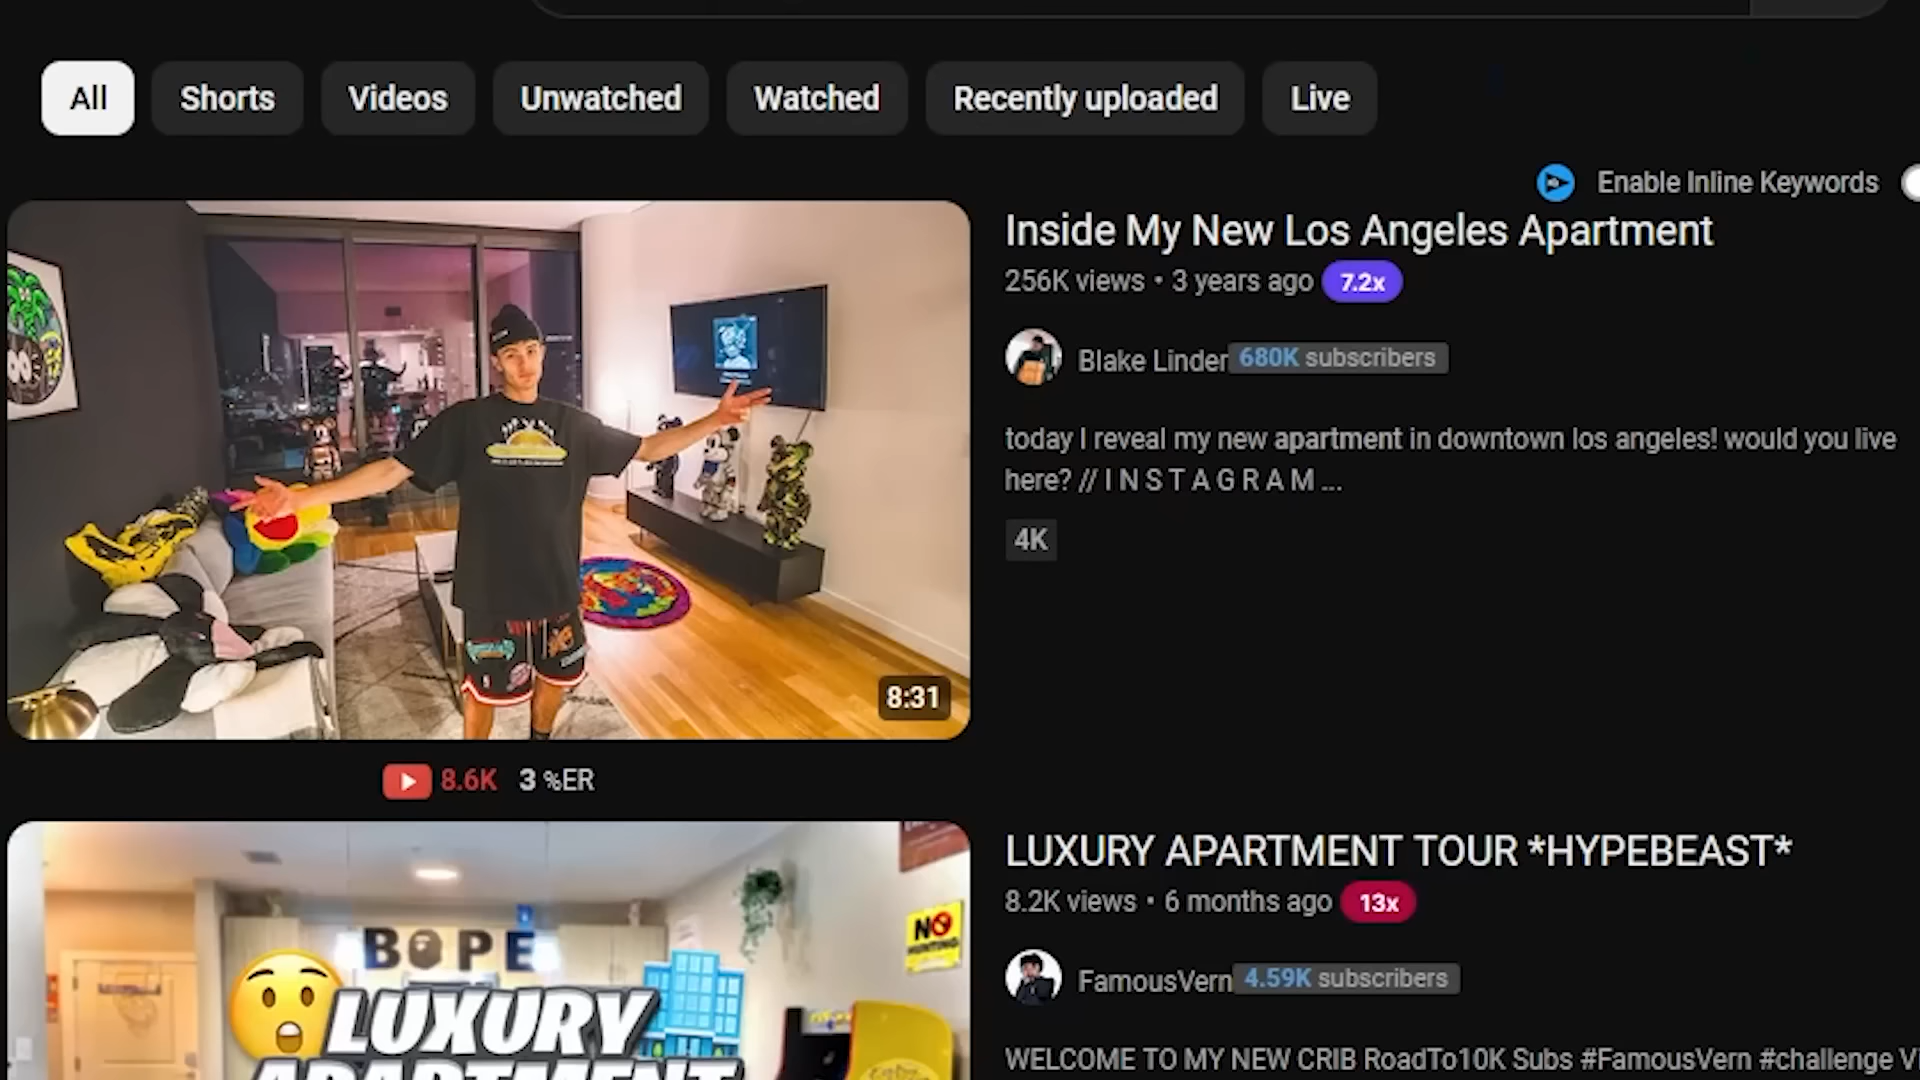 All Shorts Videos Unwatched Watched Recently uploaded Live
Enable Inline Keywords
Inside My New Los Angeles Apartment
256K views • 3 years ago 7.2x
Blake Linder 680K subscribers
today I reveal my new apartment in downtown los angeles! would you live
here? // I N S T A G R A M ...
4K
8:31
8.6K 3 %ER
LUXURY APARTMENT TOUR *HYPEBEAST*
8.2K views • 6 months ago 13x
FamousVern 4.59K subscribers
WELCOME TO MY NEW CRIB RoadTo10K Subs #FamousVern #challenge V
BAPE
NO
HUNTING
LUXURY
APARTMENT